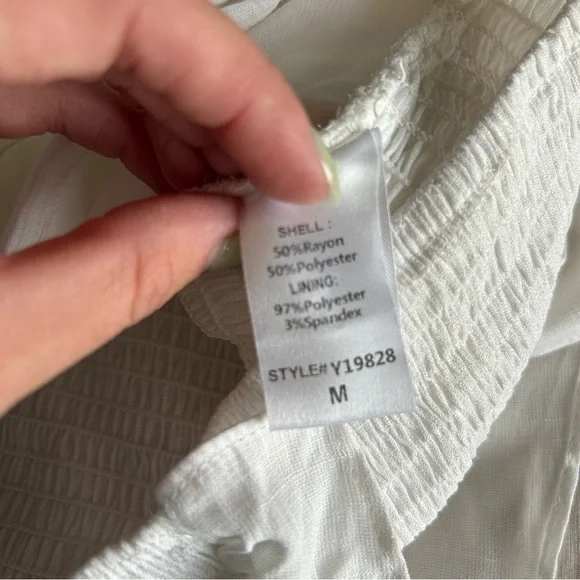 SHELL :
50%Rayon
50%Polyester
LINING:
97%Polyester
3%Spandex
STYLE# Y19828
M